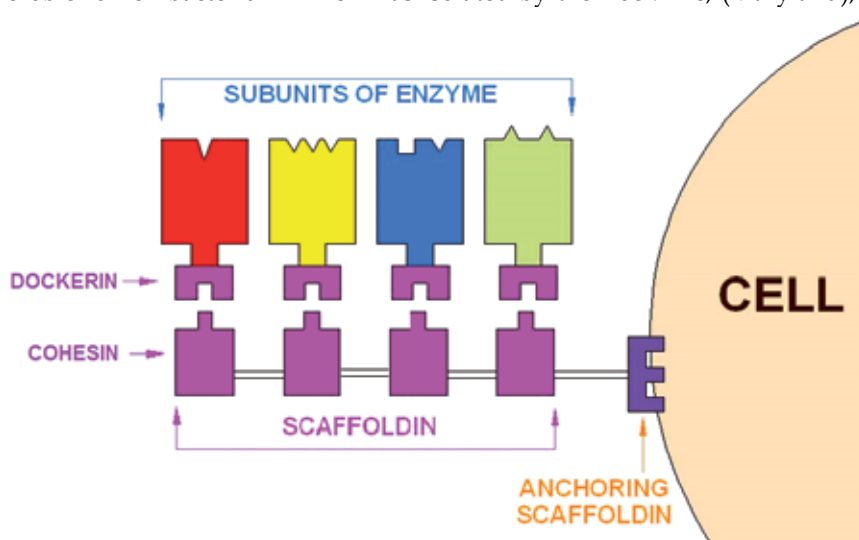 SUBUNITS OF ENZYME
DOCKERIN
COHESIN
CELL
SCAFFOLDIN
ANCHORING
SCAFFOLDIN